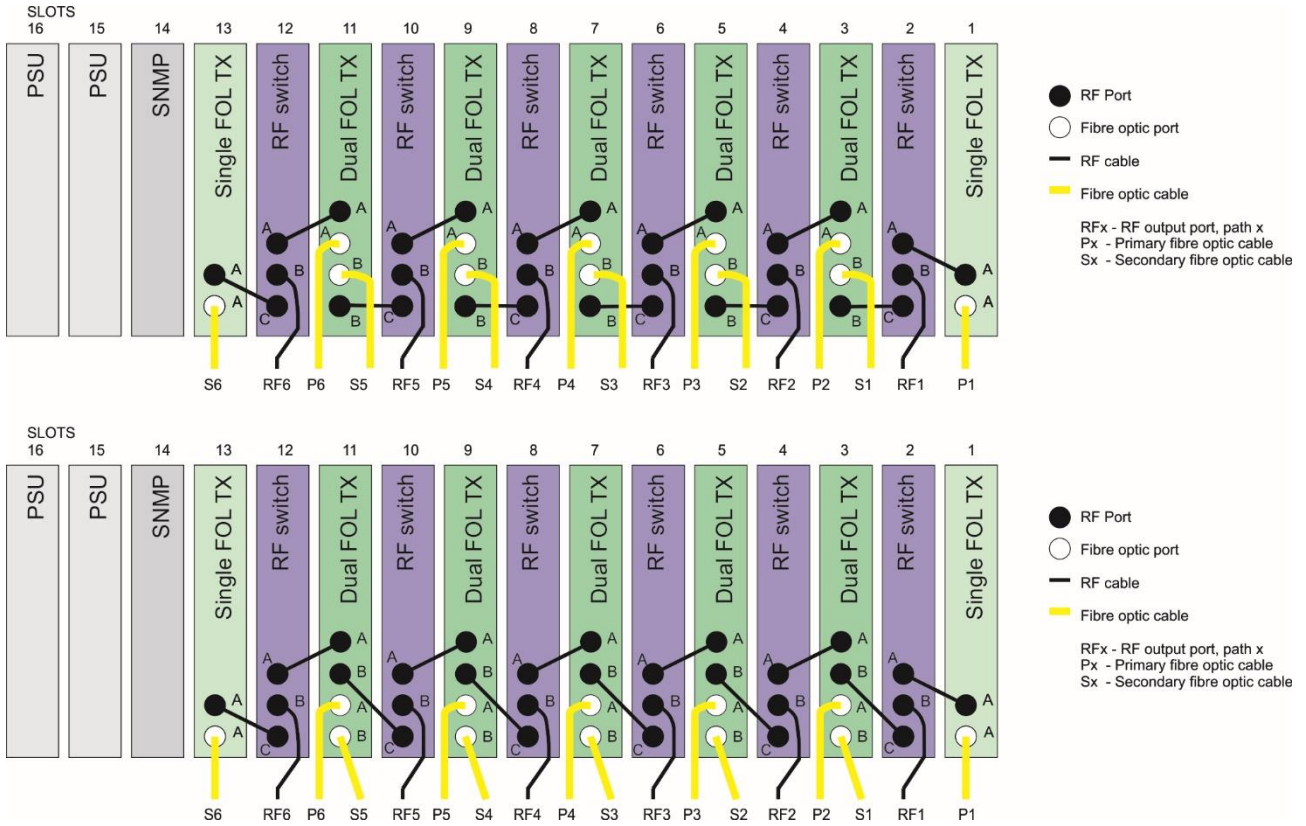 SLOTS
16 15 14 13 12 11 10 9 8 7 6 5 4 3 2 1
PSU PSU SNMP Single FOL TX RF switch Dual FOL TX RF switch Dual FOL TX RF switch Dual FOL TX RF switch Dual FOL TX RF switch Dual FOL TX RF switch Single FOL TX
A A A A A
A A A A A A A A A A A
A B B B B B B B B B B B A
A C B C B C B C B C B C B C A
S6 RF6 P6 S5 RF5 P5 S4 RF4 P4 S3 RF3 P3 S2 RF2 P2 S1 RF1 P1
RF Port
Fibre optic port
RF cable
Fibre optic cable
RFx - RF output port, path x
Px - Primary fibre optic cable
Sx - Secondary fibre optic cable
SLOTS
16 15 14 13 12 11 10 9 8 7 6 5 4 3 2 1
PSU PSU SNMP Single FOL TX RF switch Dual FOL TX RF switch Dual FOL TX RF switch Dual FOL TX RF switch Dual FOL TX RF switch Dual FOL TX RF switch Single FOL TX
A A A A A
A B A B A B A B A B A
A B A B A B A B A B A B A
A C B C B C B C B C B C A
S6 RF6 P6 S5 RF5 P5 S4 RF4 P4 S3 RF3 P3 S2 RF2 P2 S1 RF1 P1
RF Port
Fibre optic port
RF cable
Fibre optic cable
RFx - RF output port, path x
Px - Primary fibre optic cable
Sx - Secondary fibre optic cable